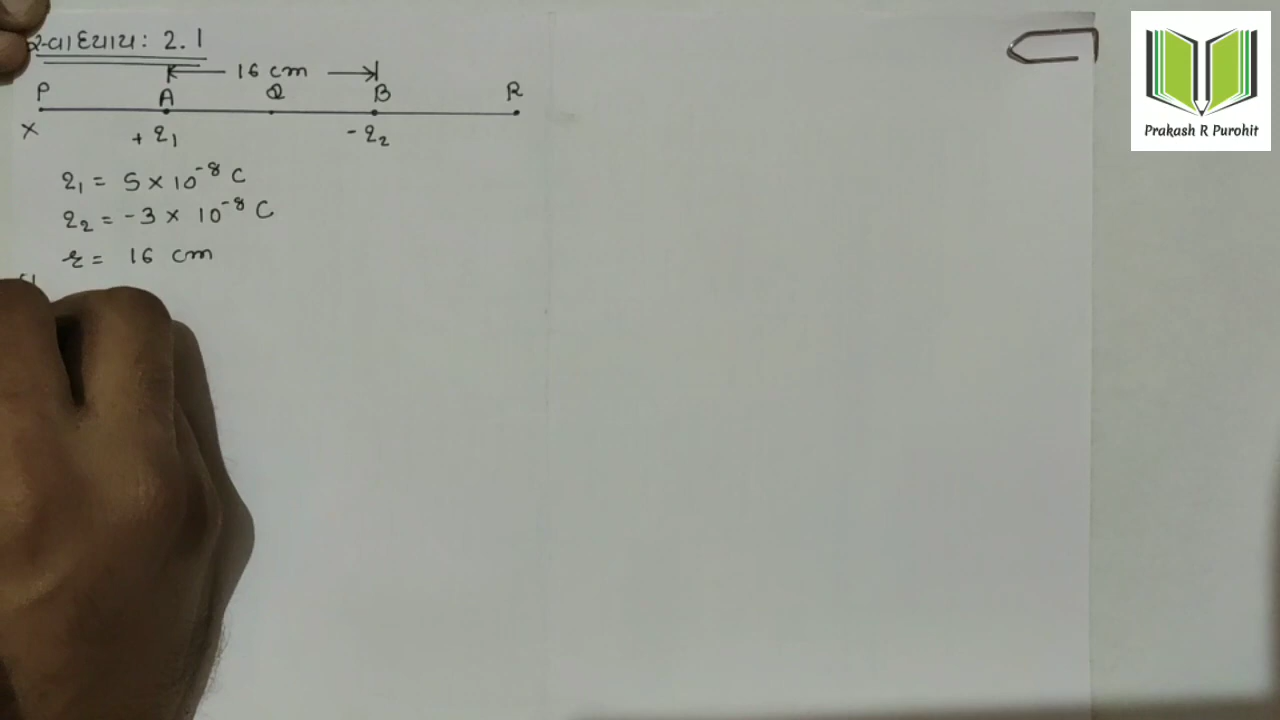 સ્વાધ્યાય: 2.1
16 cm
P A Q B R
X +q₁ -q₂
q₁ = 5 × 10⁻⁸ C
q₂ = -3 × 10⁻⁸ C
r = 16 cm
Prakash R Purohit